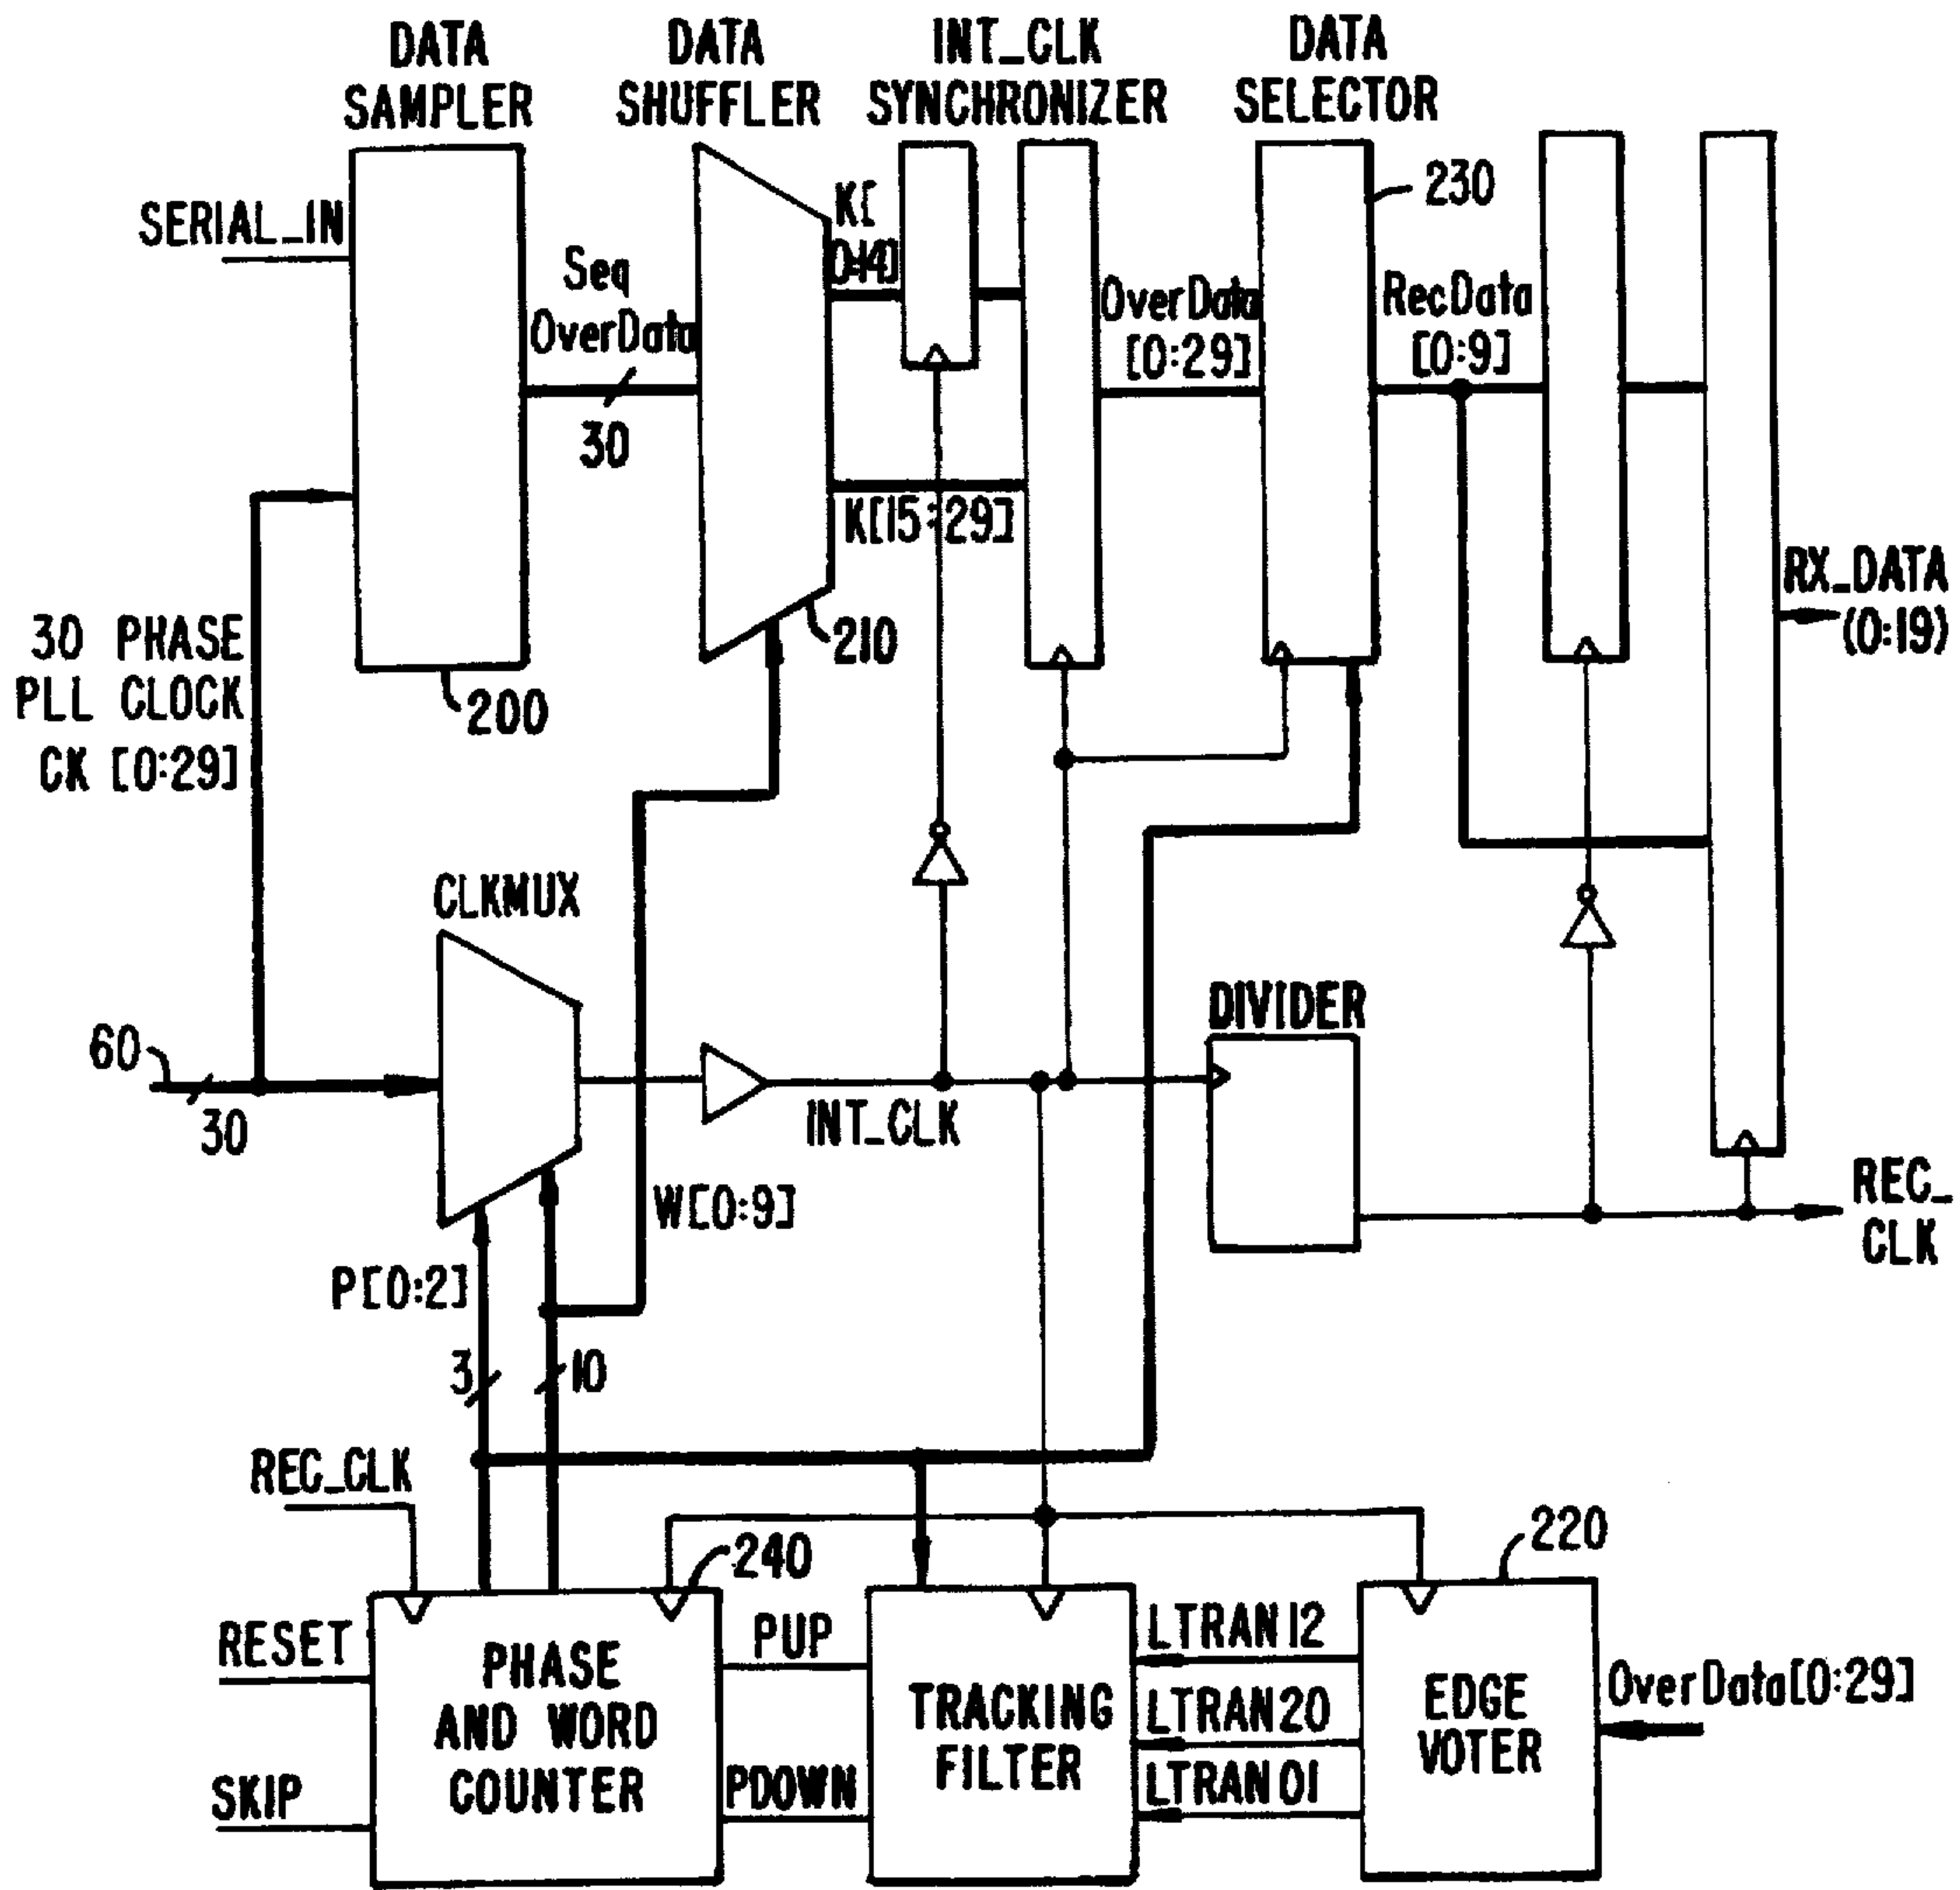 DATA
SAMPLER
DATA
SHUFFLER
INT_CLK
SYNCHRONIZER
DATA
SELECTOR
SERIAL_IN
Seq
OverData
30
K[
0:14]
K[15:29]
OverData
[0:29]
230
RecData
[0:9]
RX_DATA
(0:19)
30 PHASE
PLL CLOCK
CK [0:29]
200
210
CLKMUX
60
30
INT_CLK
DIVIDER
W[0:9]
P[0:2]
REC_
CLK
3
10
REC_CLK
240
220
RESET
SKIP
PHASE
AND WORD
COUNTER
PUP
PDOWN
TRACKING
FILTER
LTRAN12
LTRAN20
LTRAN01
EDGE
VOTER
OverData[0:29]